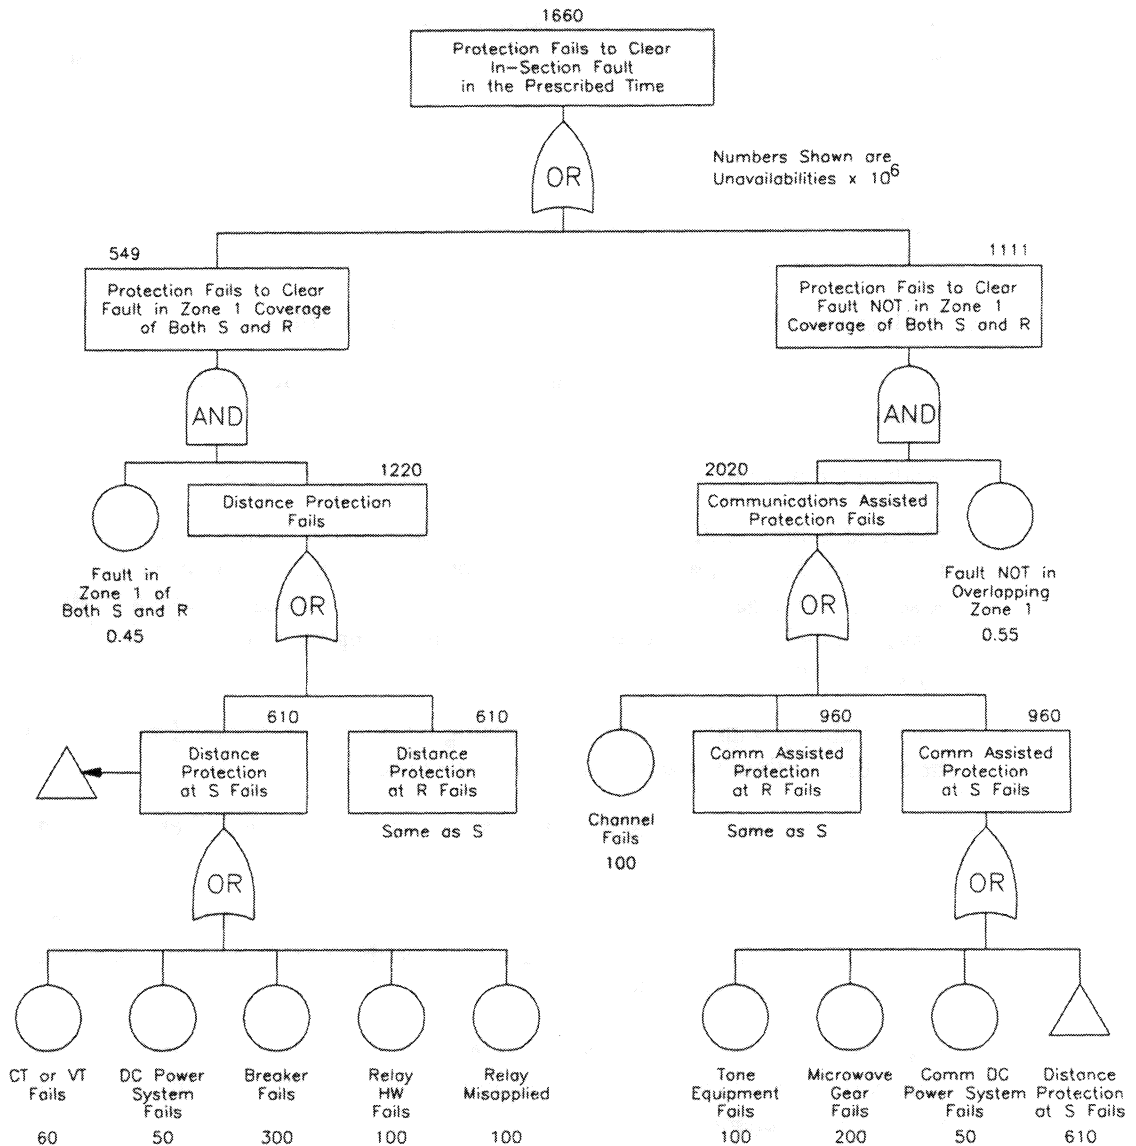 1660
Protection Fails to Clear
In-Section Fault
in the Prescribed Time
OR
Numbers Shown are
Unavailabilities x 10^6
549
Protection Fails to Clear
Fault in Zone 1 Coverage
of Both S and R
1111
Protection Fails to Clear
Fault NOT in Zone 1
Coverage of Both S and R
AND
AND
1220
Distance Protection
Fails
2020
Communications Assisted
Protection Fails
Fault in
Zone 1 of
Both S and R
0.45
OR
OR
Fault NOT in
Overlapping
Zone 1
0.55
610
Distance
Protection
at S Fails
610
Distance
Protection
at R Fails
Same as S
Channel
Fails
100
960
Comm Assisted
Protection
at R Fails
Same as S
960
Comm Assisted
Protection
at S Fails
OR
OR
CT or VT
Fails
60
DC Power
System
Fails
50
Breaker
Fails
300
Relay
HW
Fails
100
Relay
Misapplied
100
Tone
Equipment
Fails
100
Microwave
Gear
Fails
200
Comm DC
Power System
Fails
50
Distance
Protection
at S Fails
610